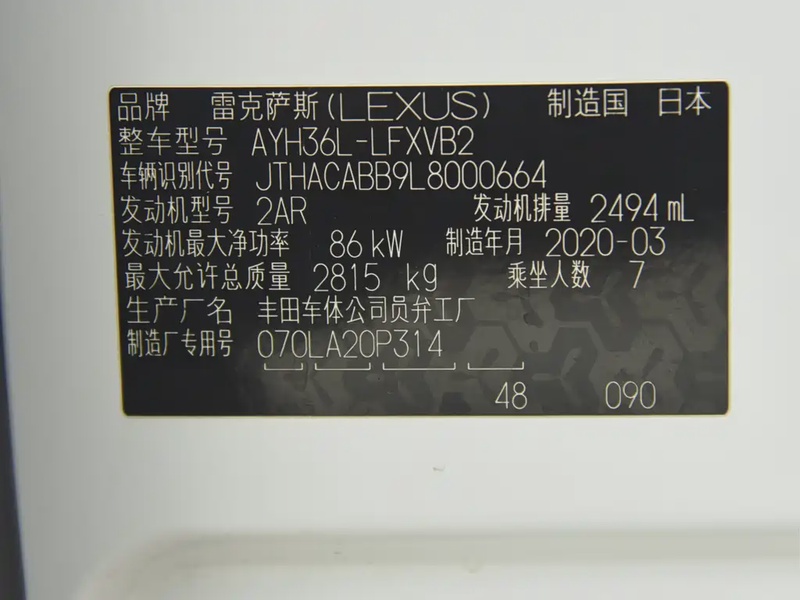 品牌 雷克萨斯(LEXUS) 制造国 日本
整车型号 AYH36L-LFXVB2
车辆识别代号 JTHACABB9L8000664
发动机型号 2AR 发动机排量 2494 mL
发动机最大净功率 86 kW 制造年月 2020-03
最大允许总质量 2815 kg 乘坐人数 7
生产厂名 丰田车体公司员弁工厂
制造厂专用号 070LA20P314
48 090